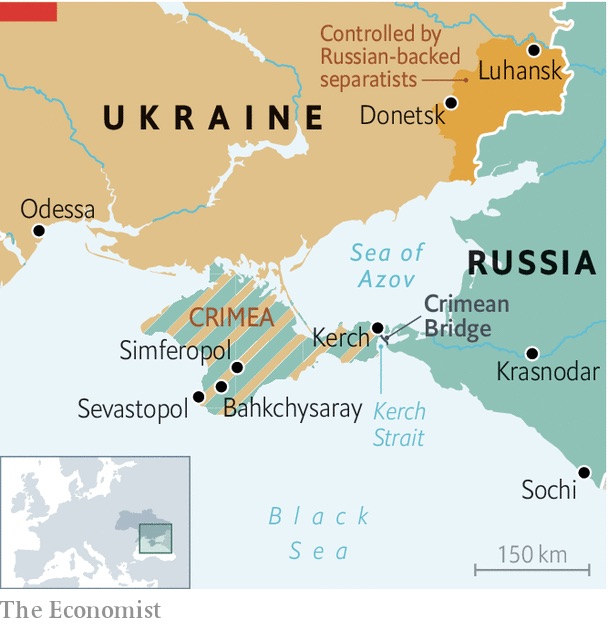 Controlled by
Russian-backed
separatists
Luhansk
UKRAINE
Donetsk
Odessa
Sea of
Azov
RUSSIA
Crimean
Bridge
CRIMEA
Kerch
Simferopol
Krasnodar
Sevastopol
Bahkchysaray
Kerch
Strait
Sochi
Black
Sea
150 km
The Economist